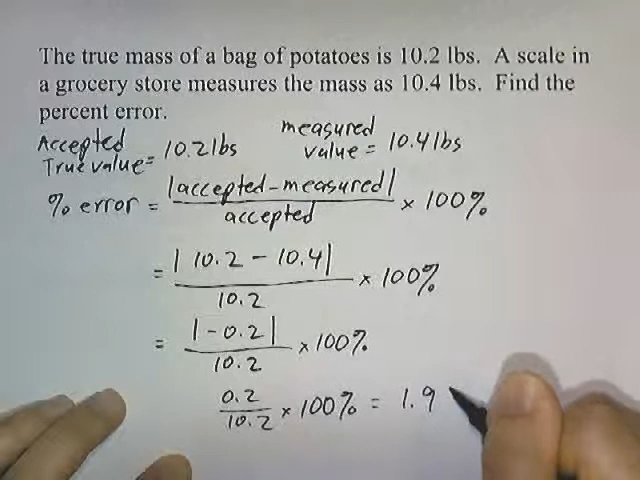 The true mass of a bag of potatoes is 10.2 lbs. A scale in
a grocery store measures the mass as 10.4 lbs. Find the
percent error.
Accepted
True value = 10.2 lbs
measured
value = 10.4 lbs
% error = |accepted - measured| / accepted × 100%
= |10.2 - 10.4| / 10.2 × 100%
= |-0.2| / 10.2 × 100%
0.2 / 10.2 × 100% = 1.9